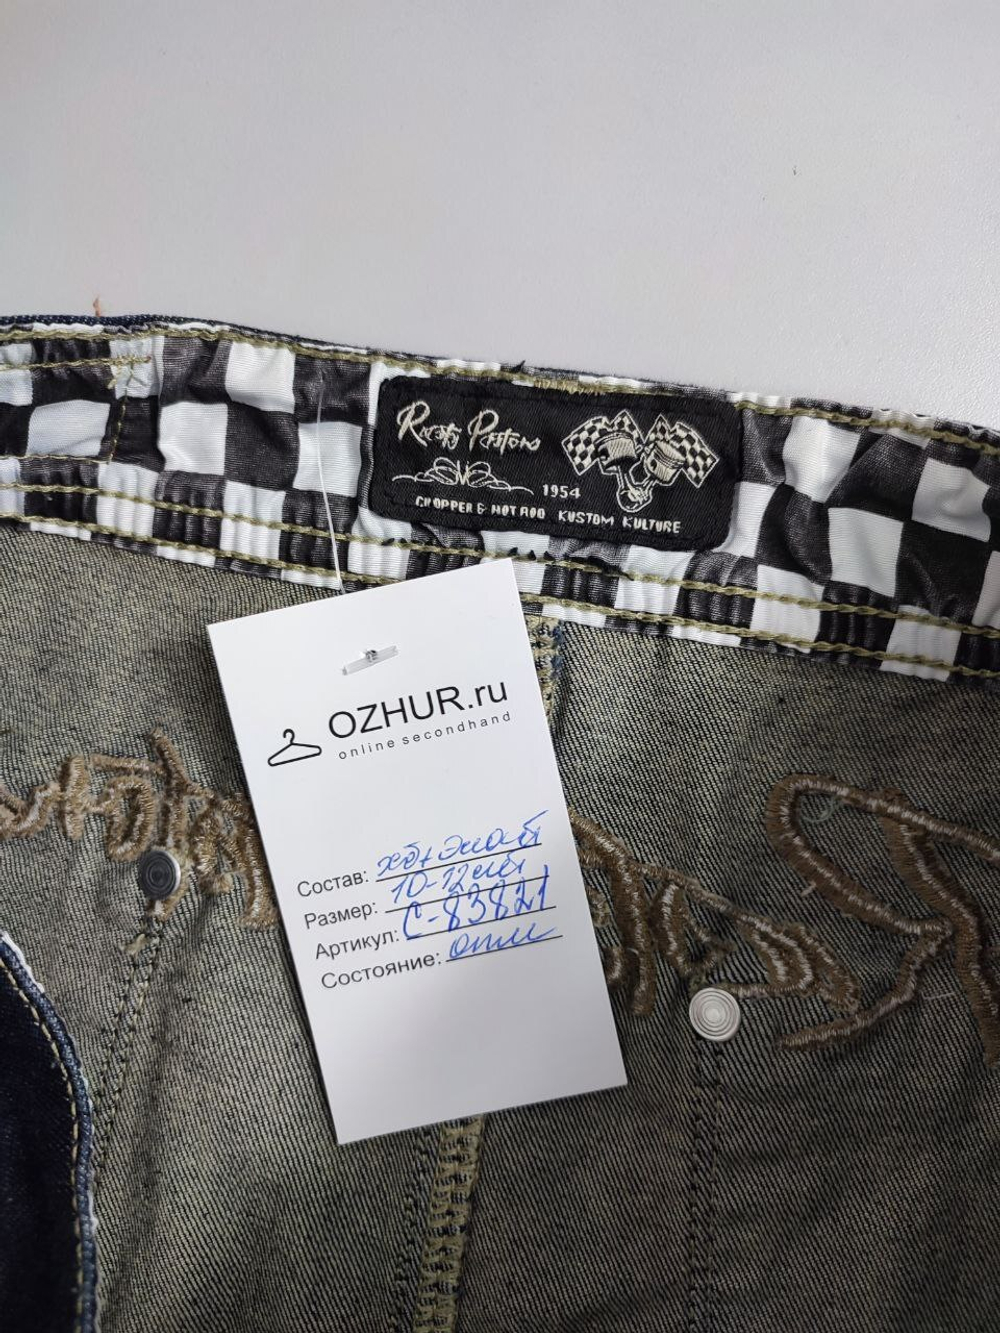 Rusty Pistons
1954
CHOPPER & HOT ROD KUSTOM KULTURE
OZHUR.ru
online secondhand
Состав: хб+эласт
Размер: 10-12лет
Артикул: С-83821
Состояние: отл